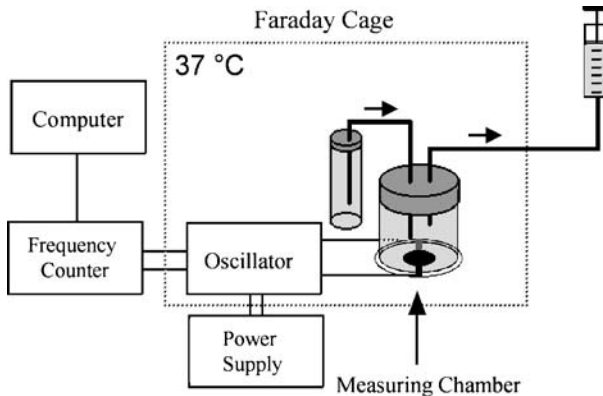 Faraday Cage
37 °C
Computer
Frequency
Counter
Oscillator
Power
Supply
Measuring Chamber